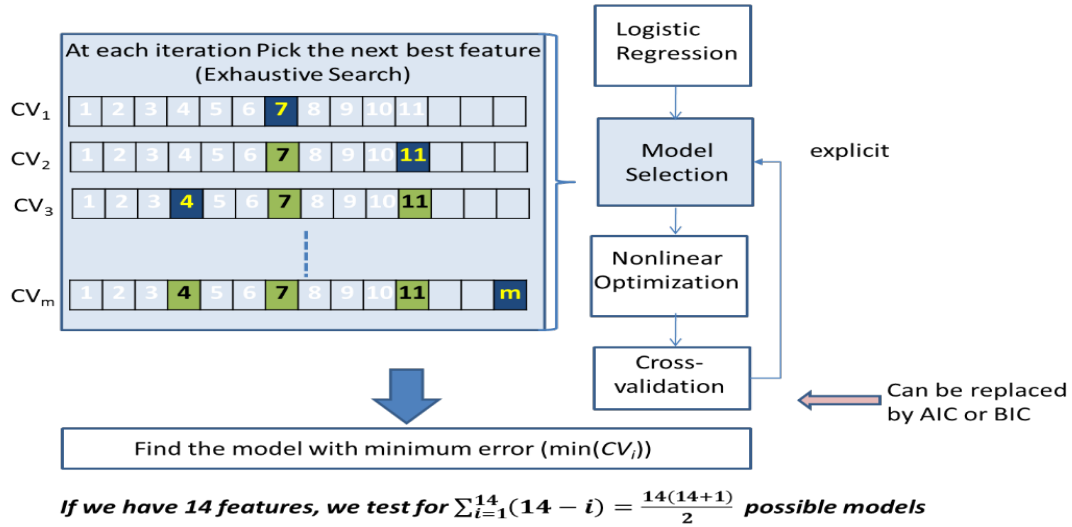 At each iteration Pick the next best feature
(Exhaustive Search)
CV₁ 1 2 3 4 5 6 7 8 9 10 11
CV₂ 1 2 3 4 5 6 7 8 9 10 11
CV₃ 1 2 3 4 5 6 7 8 9 10 11
CVₘ 1 2 3 4 5 6 7 8 9 10 11 m
Logistic
Regression
Model
Selection
explicit
Nonlinear
Optimization
Cross-
validation
Can be replaced
by AIC or BIC
Find the model with minimum error (min(CVᵢ))
If we have 14 features, we test for ∑_{i=1}^{14}(14 − i) = \frac{14(14+1)}{2} possible models